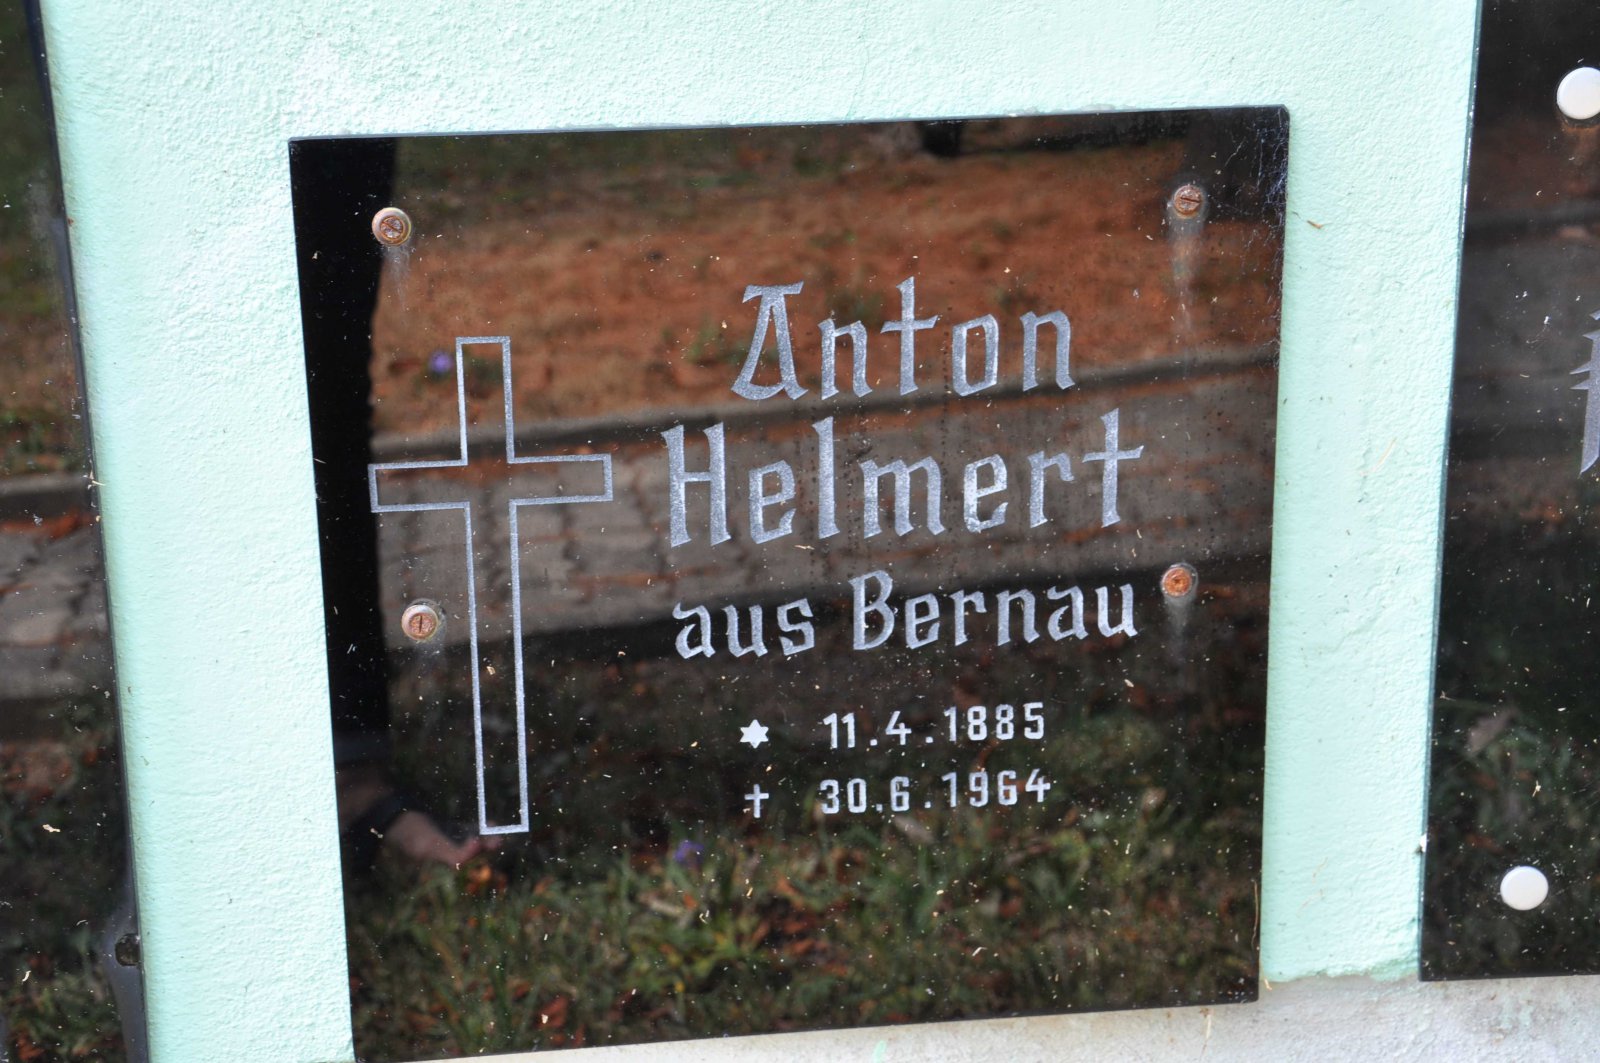 Anton
Helmert
aus Bernau
✶ 11.4.1885
✝ 30.6.1964